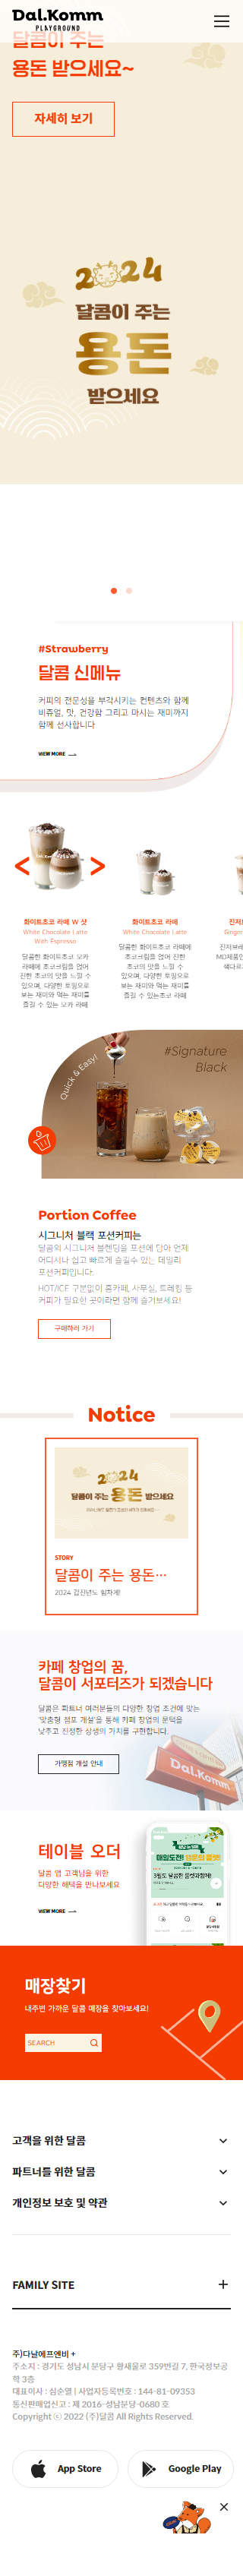 Dal.Komm
PLAYGROUND
달콤이 주는
용돈 받으세요~
자세히 보기
2024
달콤이 주는
용돈
받으세요
#Strawberry
달콤 신메뉴
커피의 전문성을 부각시키는 컨텐츠와 함께
비쥬얼, 맛, 건강함 그리고 마시는 재미까지
함께 선사합니다
VIEW MORE
화이트초코 라떼 W 샷
White Chocolate Latte
With Espresso
달콤한 화이트초코 모카
라떼에 초코크림을 얹어
진한 초코의 맛을 느낄 수
있으며, 다양한 토핑으로
보는 재미와 먹는 재미를
즐길 수 있는 모카 라떼
화이트초코 라떼
White Chocolate Latte
달콤한 화이트초코 라떼에
초코크림을 얹어 진한
초코의 맛을 느낄 수
있으며, 다양한 토핑으로
보는 재미와 먹는 재미를
즐길 수 있는초코 라떼
진저브
Ginger
진저브레
MD제품인
색다르
Quick & Easy!
#Signature
Black
Portion Coffee
시그니처 블랙 포션커피는
달콤의 시그니처 블렌딩을 포션에 담아 언제
어디서나 쉽고 빠르게 즐길수 있는 데일리
포션커피입니다.
HOT/ICE 구분없이 홈카페, 사무실, 트레킹 등
커피가 필요한 곳이라면 함께 즐겨보세요!
구매하러 가기
Notice
2024
달콤이 주는 용돈 받으세요
STORY
달콤이 주는 용돈…
2024 갑진년도 힘차게!
카페 창업의 꿈,
달콤이 서포터즈가 되겠습니다
달콤은 파트너 여러분들의 다양한 창업 조건에 맞는
'맞춤형 점포 개설'을 통해 카페 창업의 문턱을
낮추고 진정한 상생의 가치를 구현합니다.
가맹점 개설 안내
Dal.Komm
테이블 오더
달콤 앱 고객님을 위한
다양한 혜택을 만나보세요
VIEW MORE
매장찾기
내주변 가까운 달콤 매장을 찾아보세요!
SEARCH
고객을 위한 달콤
파트너를 위한 달콤
개인정보 보호 및 약관
FAMILY SITE
주)다날에프엔비 +
주소지 : 경기도 성남시 분당구 황새울로 359번길 7, 한국정보공
학 3층
대표이사 : 심순열 | 사업자등록번호 : 144-81-09353
통신판매업신고 : 제 2016-성남분당-0680 호
Copyright ⓒ 2022 (주)달콤 All Rights Reserved.
App Store
Google Play